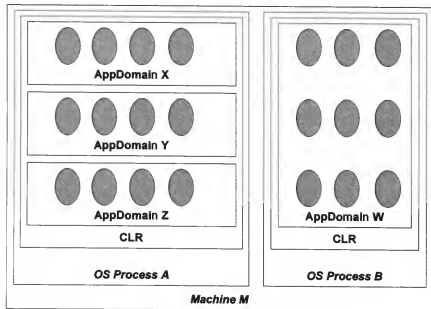 AppDomain X
AppDomain Y
AppDomain Z
CLR
OS Process A
AppDomain W
CLR
OS Process B
Machine M